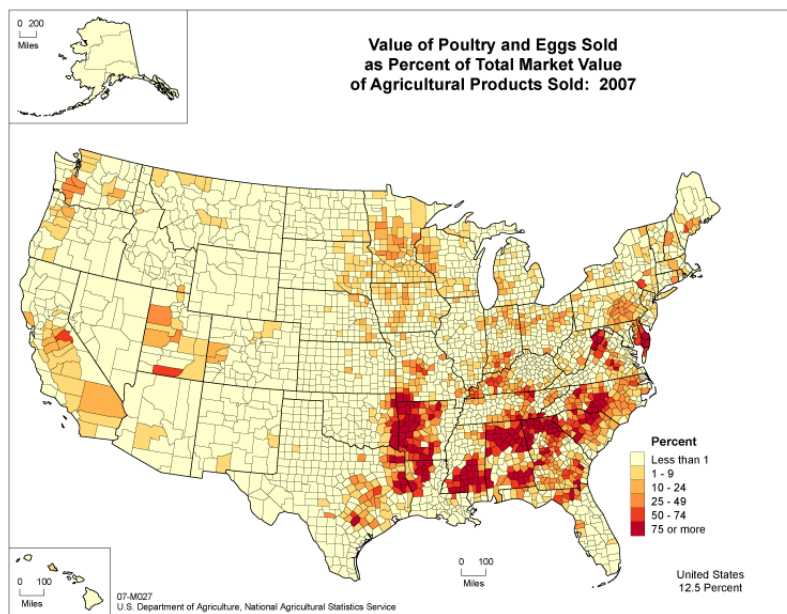 0 200
Miles
Value of Poultry and Eggs Sold
as Percent of Total Market Value
of Agricultural Products Sold: 2007
Percent
Less than 1
1 - 9
10 - 24
25 - 49
50 - 74
75 or more
0 100
Miles
0 100
Miles
United States
12.5 Percent
07-M027
U.S. Department of Agriculture, National Agricultural Statistics Service